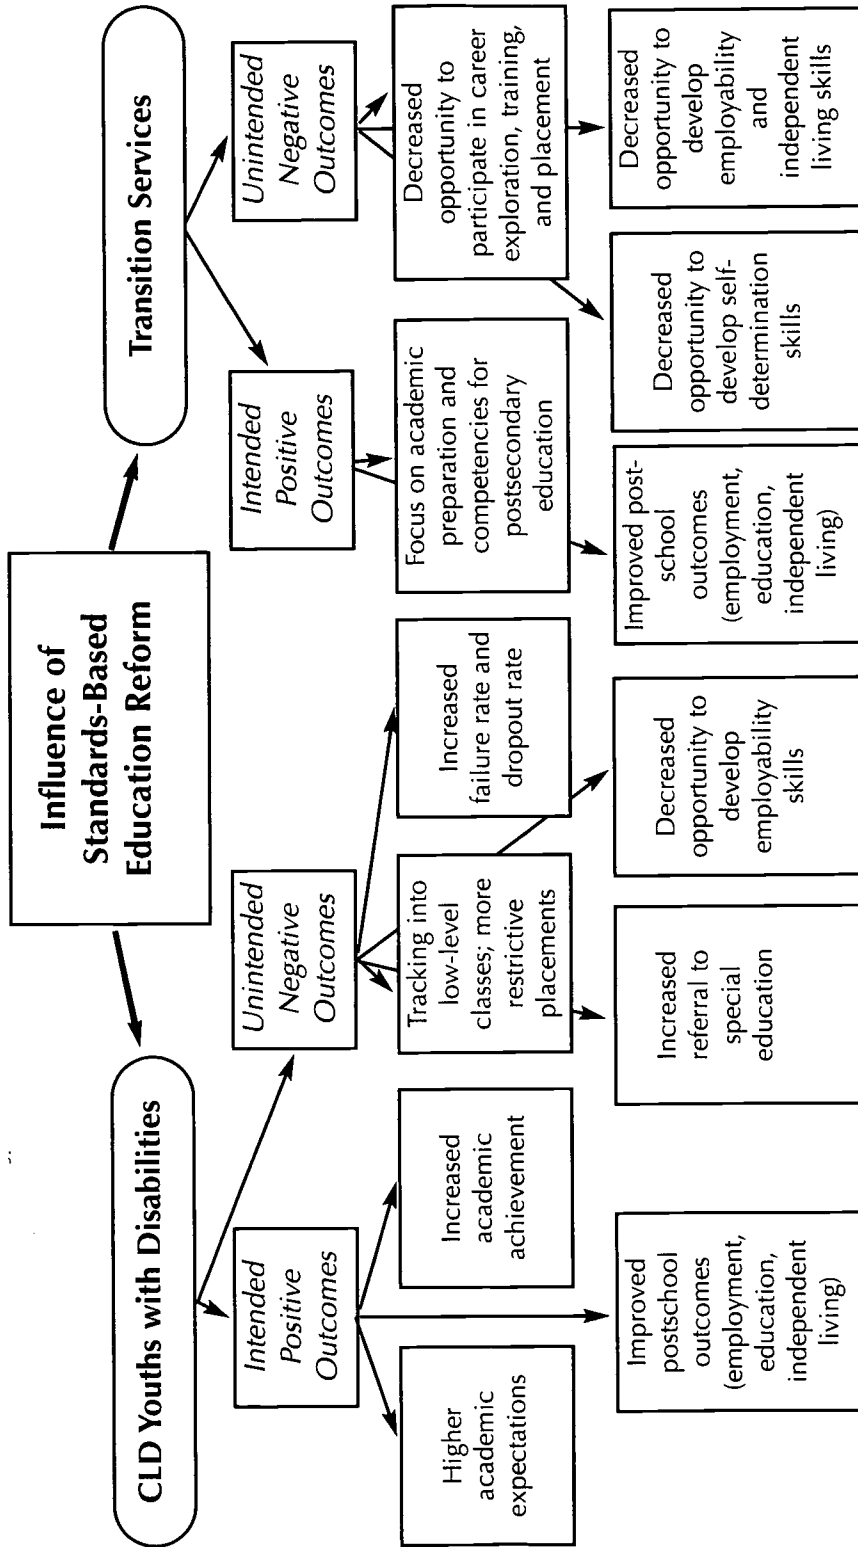 Influence of
Standards-Based
Education Reform
CLD Youths with Disabilities
Transition Services
Intended
Positive
Outcomes
Unintended
Negative
Outcomes
Intended
Positive
Outcomes
Unintended
Negative
Outcomes
Higher
academic
expectations
Increased
academic
achievement
Tracking into
low-level
classes; more
restrictive
placements
Increased
failure rate and
dropout rate
Focus on academic
preparation and
competencies for
postsecondary
education
Decreased
opportunity to
participate in career
exploration, training,
and placement
Improved
postschool
outcomes
(employment,
education,
independent
living)
Increased
referral to
special
education
Decreased
opportunity to
develop
employability
skills
Improved post-
school
outcomes
(employment,
education,
independent
living)
Decreased
opportunity to
develop self-
determination
skills
Decreased
opportunity to
develop
employability
and
independent
living skills